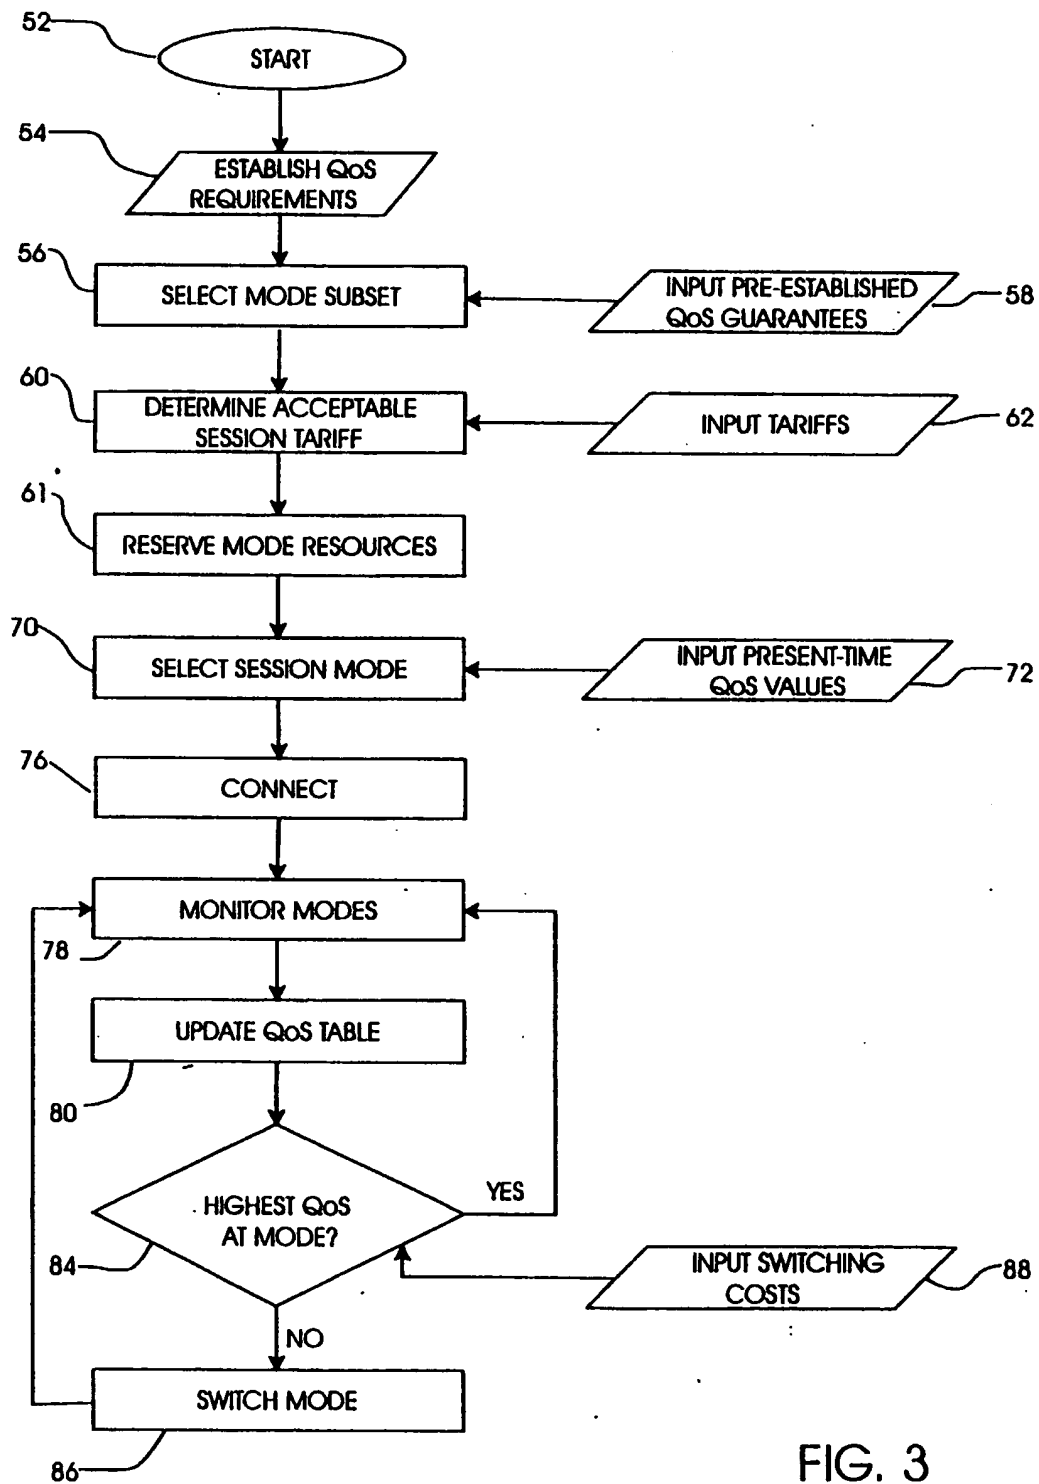 52
START
54
ESTABLISH QoS
REQUIREMENTS
56
SELECT MODE SUBSET
INPUT PRE-ESTABLISHED
QoS GUARANTEES
58
60
DETERMINE ACCEPTABLE
SESSION TARIFF
INPUT TARIFFS
62
61
RESERVE MODE RESOURCES
70
SELECT SESSION MODE
INPUT PRESENT-TIME
QoS VALUES
72
76
CONNECT
MONITOR MODES
78
UPDATE QoS TABLE
80
HIGHEST QoS
AT MODE?
YES
84
INPUT SWITCHING
COSTS
88
NO
SWITCH MODE
86
FIG. 3